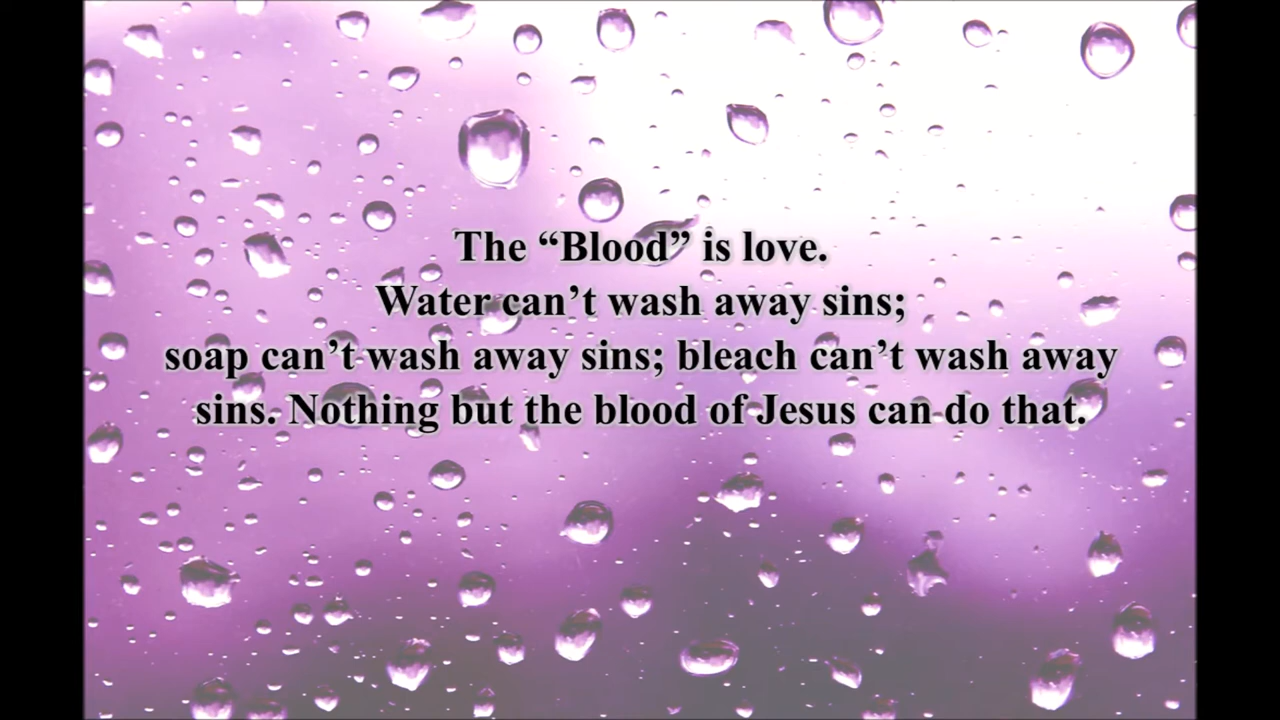 The “Blood” is love.
Water can’t wash away sins;
soap can’t wash away sins; bleach can’t wash away
sins. Nothing but the blood of Jesus can do that.